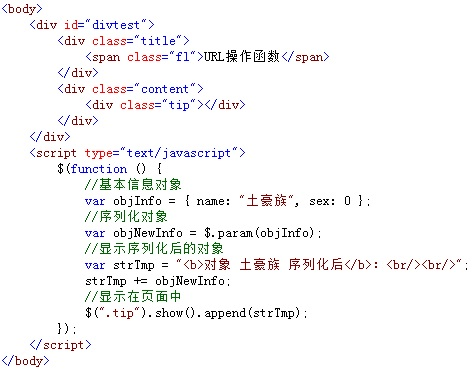 <body>
<div id="divtest">
<div class="title">
<span class="fl">URL操作函数</span>
</div>
<div class="content">
<div class="tip"></div>
</div>
</div>
<script type="text/javascript">
$(function () {
//基本信息对象
var objInfo = { name: "土豪族", sex: 0 };
//序列化对象
var objNewInfo = $.param(objInfo);
//显示序列化后的对象
var strTmp = "<b>对象 土豪族 序列化后</b>：<br/><br/>";
strTmp += objNewInfo;
//显示在页面中
$(".tip").show().append(strTmp);
});
</script>
</body>